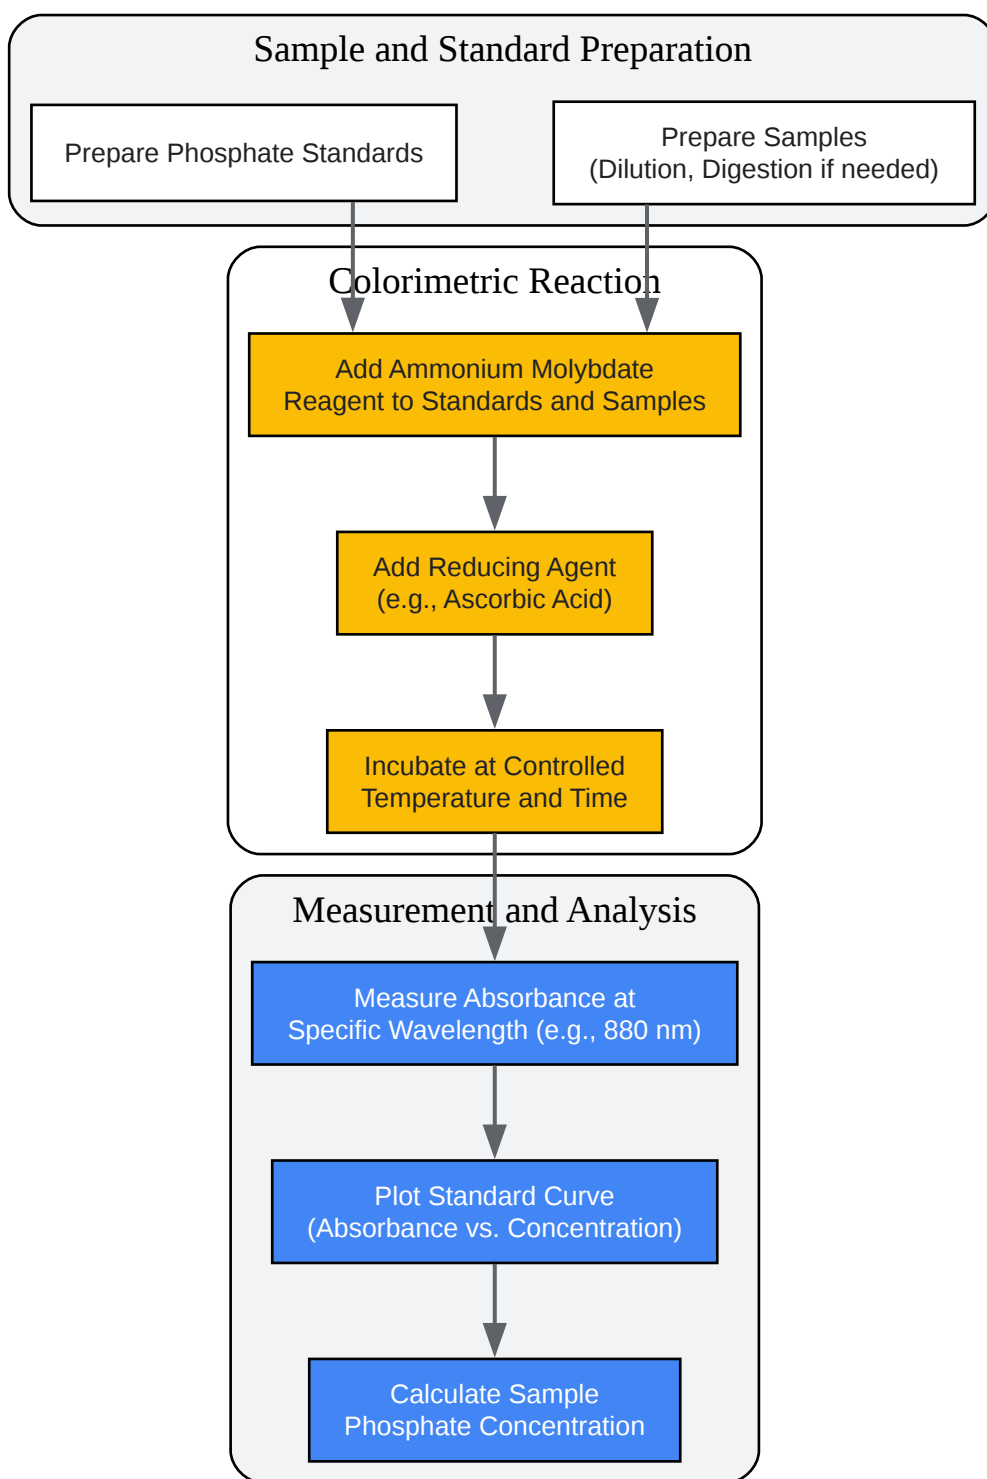 Sample and Standard Preparation
Prepare Phosphate Standards
Prepare Samples
(Dilution, Digestion if needed)
Colorimetric Reaction
Add Ammonium Molybdate
Reagent to Standards and Samples
Add Reducing Agent
(e.g., Ascorbic Acid)
Incubate at Controlled
Temperature and Time
Measurement and Analysis
Measure Absorbance at
Specific Wavelength (e.g., 880 nm)
Plot Standard Curve
(Absorbance vs. Concentration)
Calculate Sample
Phosphate Concentration